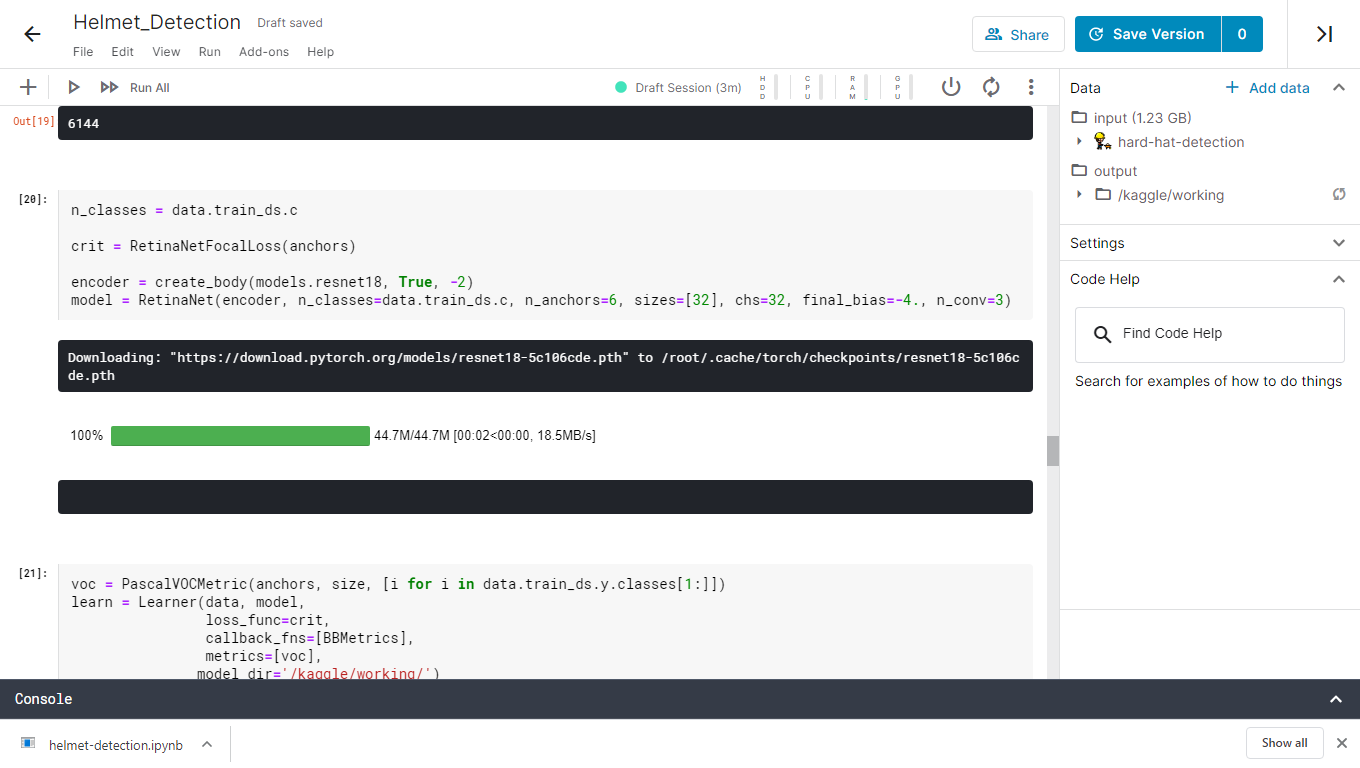 Helmet_Detection Draft saved
File Edit View Run Add-ons Help
Share
Save Version 0
Run All
Draft Session (3m)
HDD
CPU
RAM
GPU
Out[19]
6144
[20]:
n_classes = data.train_ds.c
crit = RetinaNetFocalLoss(anchors)
encoder = create_body(models.resnet18, True, -2)
model = RetinaNet(encoder, n_classes=data.train_ds.c, n_anchors=6, sizes=[32], chs=32, final_bias=-4., n_conv=3)
Downloading: "https://download.pytorch.org/models/resnet18-5c106cde.pth" to /root/.cache/torch/checkpoints/resnet18-5c106c
de.pth
100% 44.7M/44.7M [00:02<00:00, 18.5MB/s]
[21]:
voc = PascalVOCMetric(anchors, size, [i for i in data.train_ds.y.classes[1:]])
learn = Learner(data, model,
loss_func=crit,
callback_fns=[BBMetrics],
metrics=[voc],
model_dir='/kaggle/working/')
Data
Add data
input (1.23 GB)
hard-hat-detection
output
/kaggle/working
Settings
Code Help
Find Code Help
Search for examples of how to do things
Console
helmet-detection.ipynb
Show all